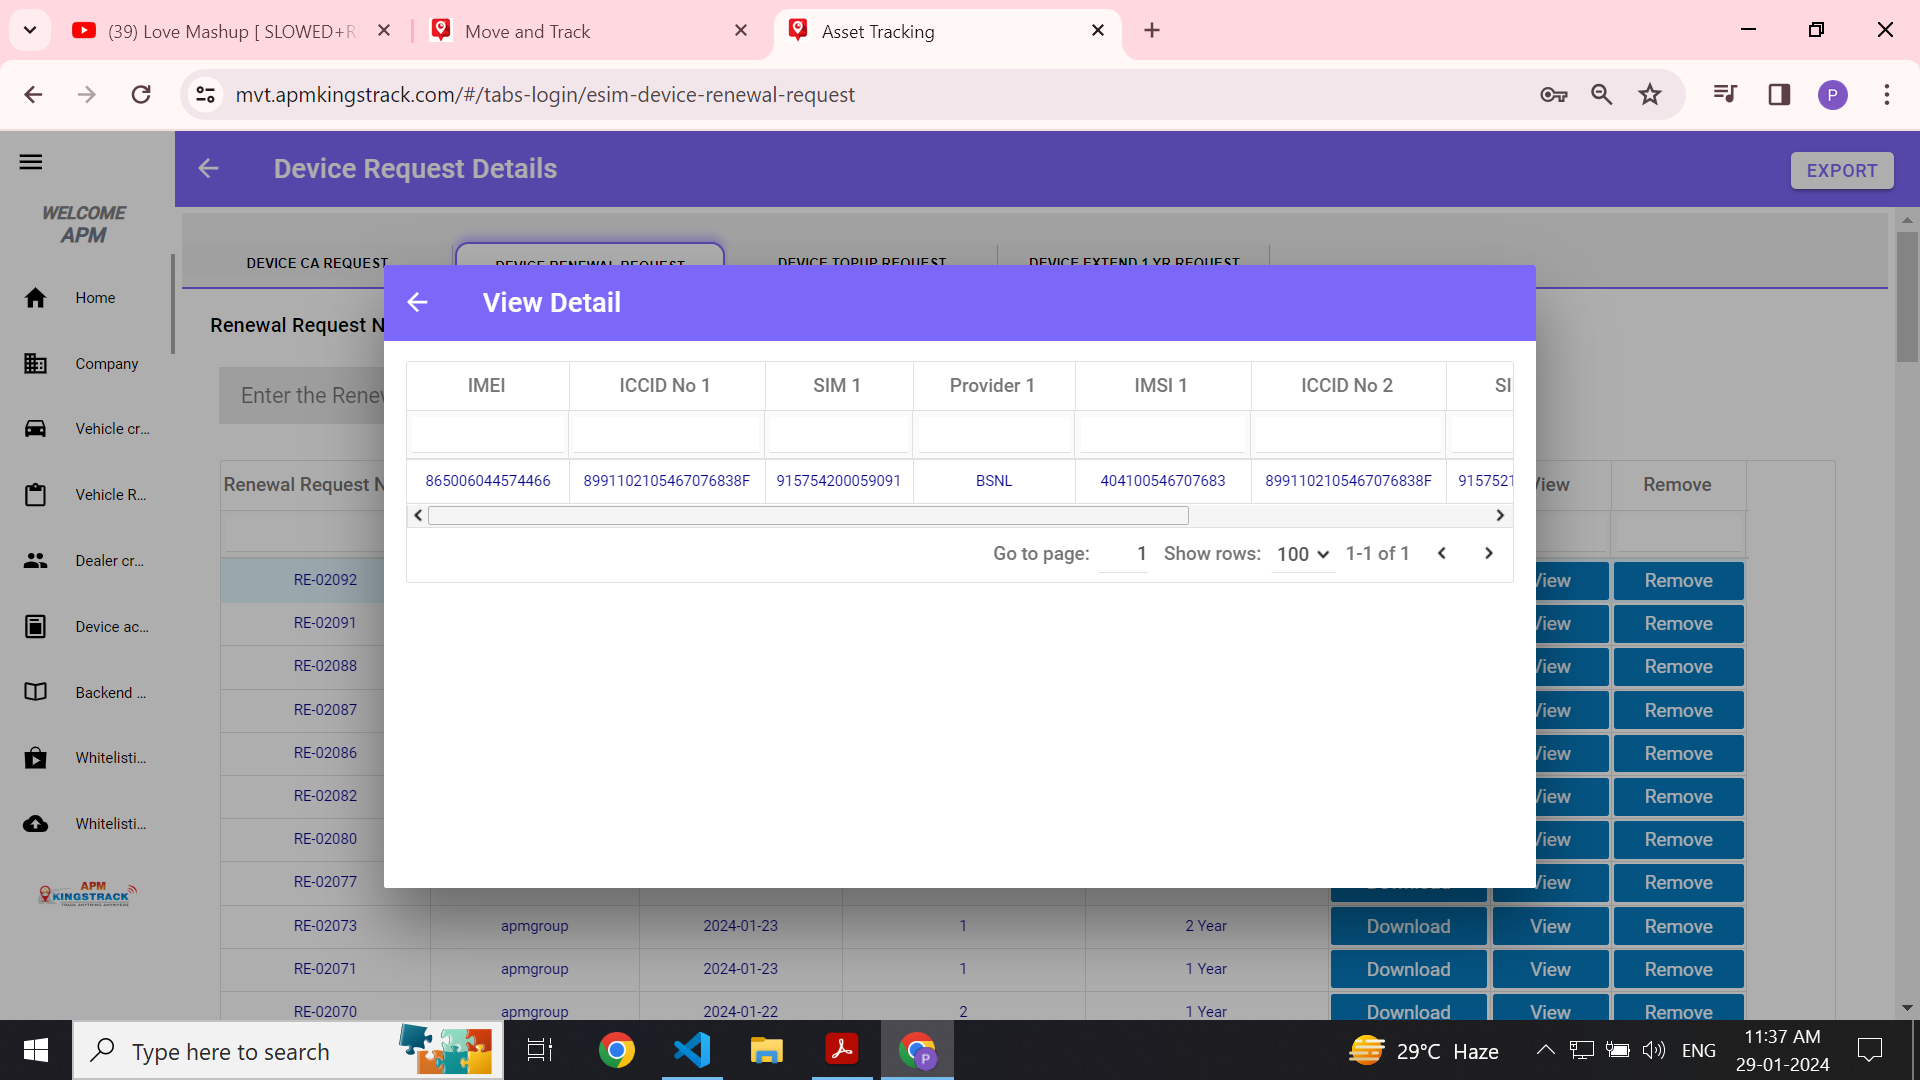 (39) Love Mashup [ SLOWED+R
Move and Track
Asset Tracking
mvt.apmkingstrack.com/#/tabs-login/esim-device-renewal-request
P
WELCOME
APM
Home
Company
Vehicle cr...
Vehicle R...
Dealer cr...
Device ac...
Backend ...
Whitelisti...
Whitelisti...
APM
KINGSTRACK
TRACK ANYTHING ANYWHERE
Device Request Details
EXPORT
DEVICE CA REQUEST
DEVICE RENEWAL REQUEST
DEVICE TOPUP REQUEST
DEVICE EXTEND 1 YR REQUEST
Renewal Request N
Enter the Renew
View Detail
IMEI ICCID No 1 SIM 1 Provider 1 IMSI 1 ICCID No 2 SI
865006044574466 8991102105467076838F 915754200059091 BSNL 404100546707683 8991102105467076838F 9157521
Go to page: 1 Show rows: 100 1-1 of 1
Renewal Request N View Remove
RE-02092 View Remove
RE-02091 View Remove
RE-02088 View Remove
RE-02087 View Remove
RE-02086 View Remove
RE-02082 View Remove
RE-02080 View Remove
RE-02077 Download View Remove
RE-02073 apmgroup 2024-01-23 1 2 Year Download View Remove
RE-02071 apmgroup 2024-01-23 1 1 Year Download View Remove
RE-02070 apmgroup 2024-01-22 2 1 Year Download View Remove
Type here to search
P
29°C Haze
ENG
11:37 AM
29-01-2024